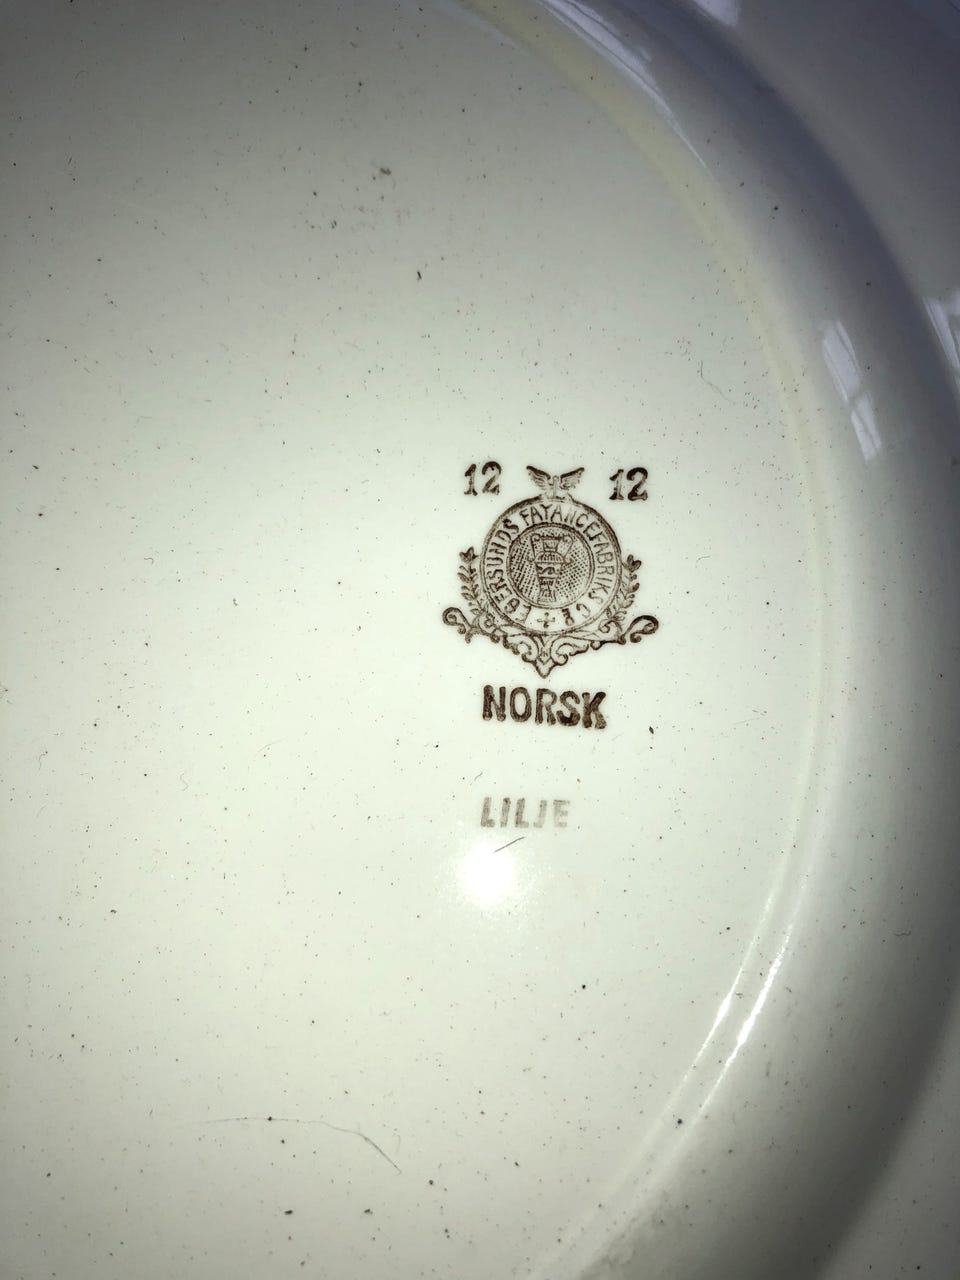 12 12
EGERSUNDS FAYANCEFABRIKS CO
NORSK
LILJE